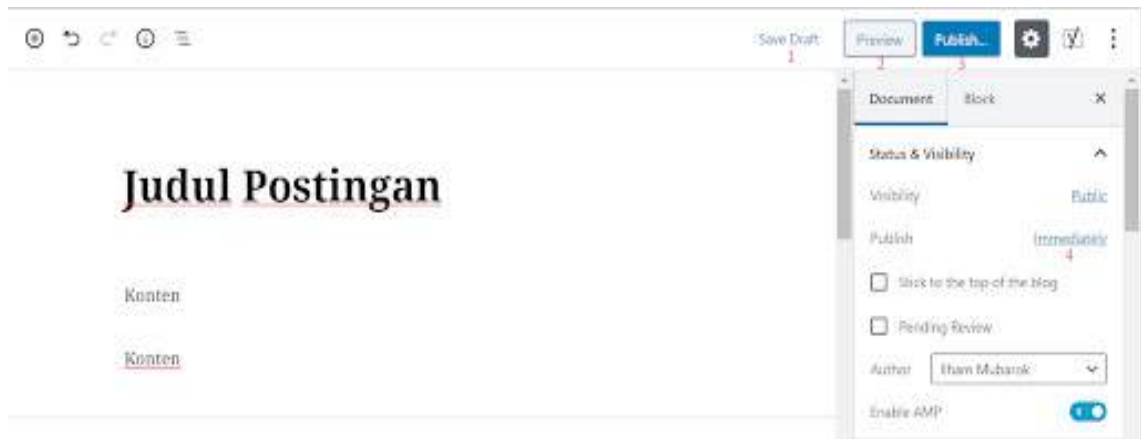 Save Draft Preview Publish...
1 2 3
Document Block
Status & Visibility
Visibility Public
Publish Immediately
4
Stick to the top of the blog
Pending Review
Author Ilham Mubarok
Enable AMP
Judul Postingan
Konten
Konten